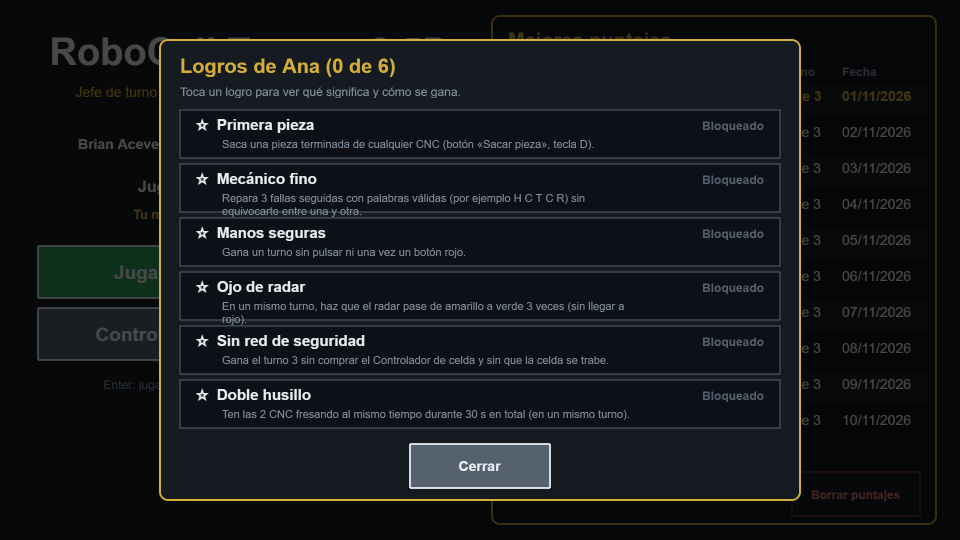 Logros de Ana (0 de 6)
Toca un logro para ver qué significa y cómo se gana.
☆ Primera pieza
Bloqueado
Saca una pieza terminada de cualquier CNC (botón «Sacar pieza», tecla D).
☆ Mecánico fino
Bloqueado
Repara 3 fallas seguidas con palabras válidas (por ejemplo H C T C R) sin
equivocarte entre una y otra.
☆ Manos seguras
Bloqueado
Gana un turno sin pulsar ni una vez un botón rojo.
☆ Ojo de radar
Bloqueado
En un mismo turno, haz que el radar pase de amarillo a verde 3 veces (sin llegar a
rojo).
☆ Sin red de seguridad
Bloqueado
Gana el turno 3 sin comprar el Controlador de celda y sin que la celda se trabe.
☆ Doble husillo
Bloqueado
Ten las 2 CNC fresando al mismo tiempo durante 30 s en total (en un mismo turno).
Cerrar
Jefe de turno
Brian Aceve
Jug
Tu m
Juga
Contro
Enter: juga
Mejores puntajes
no Fecha
e 3 01/11/2026
e 3 02/11/2026
e 3 03/11/2026
e 3 04/11/2026
e 3 05/11/2026
e 3 06/11/2026
e 3 07/11/2026
e 3 08/11/2026
e 3 09/11/2026
e 3 10/11/2026
Borrar puntajes